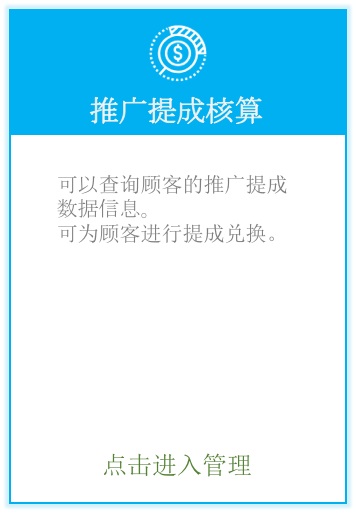 推广提成核算
可以查询顾客的推广提成
数据信息。
可为顾客进行提成兑换。
点击进入管理